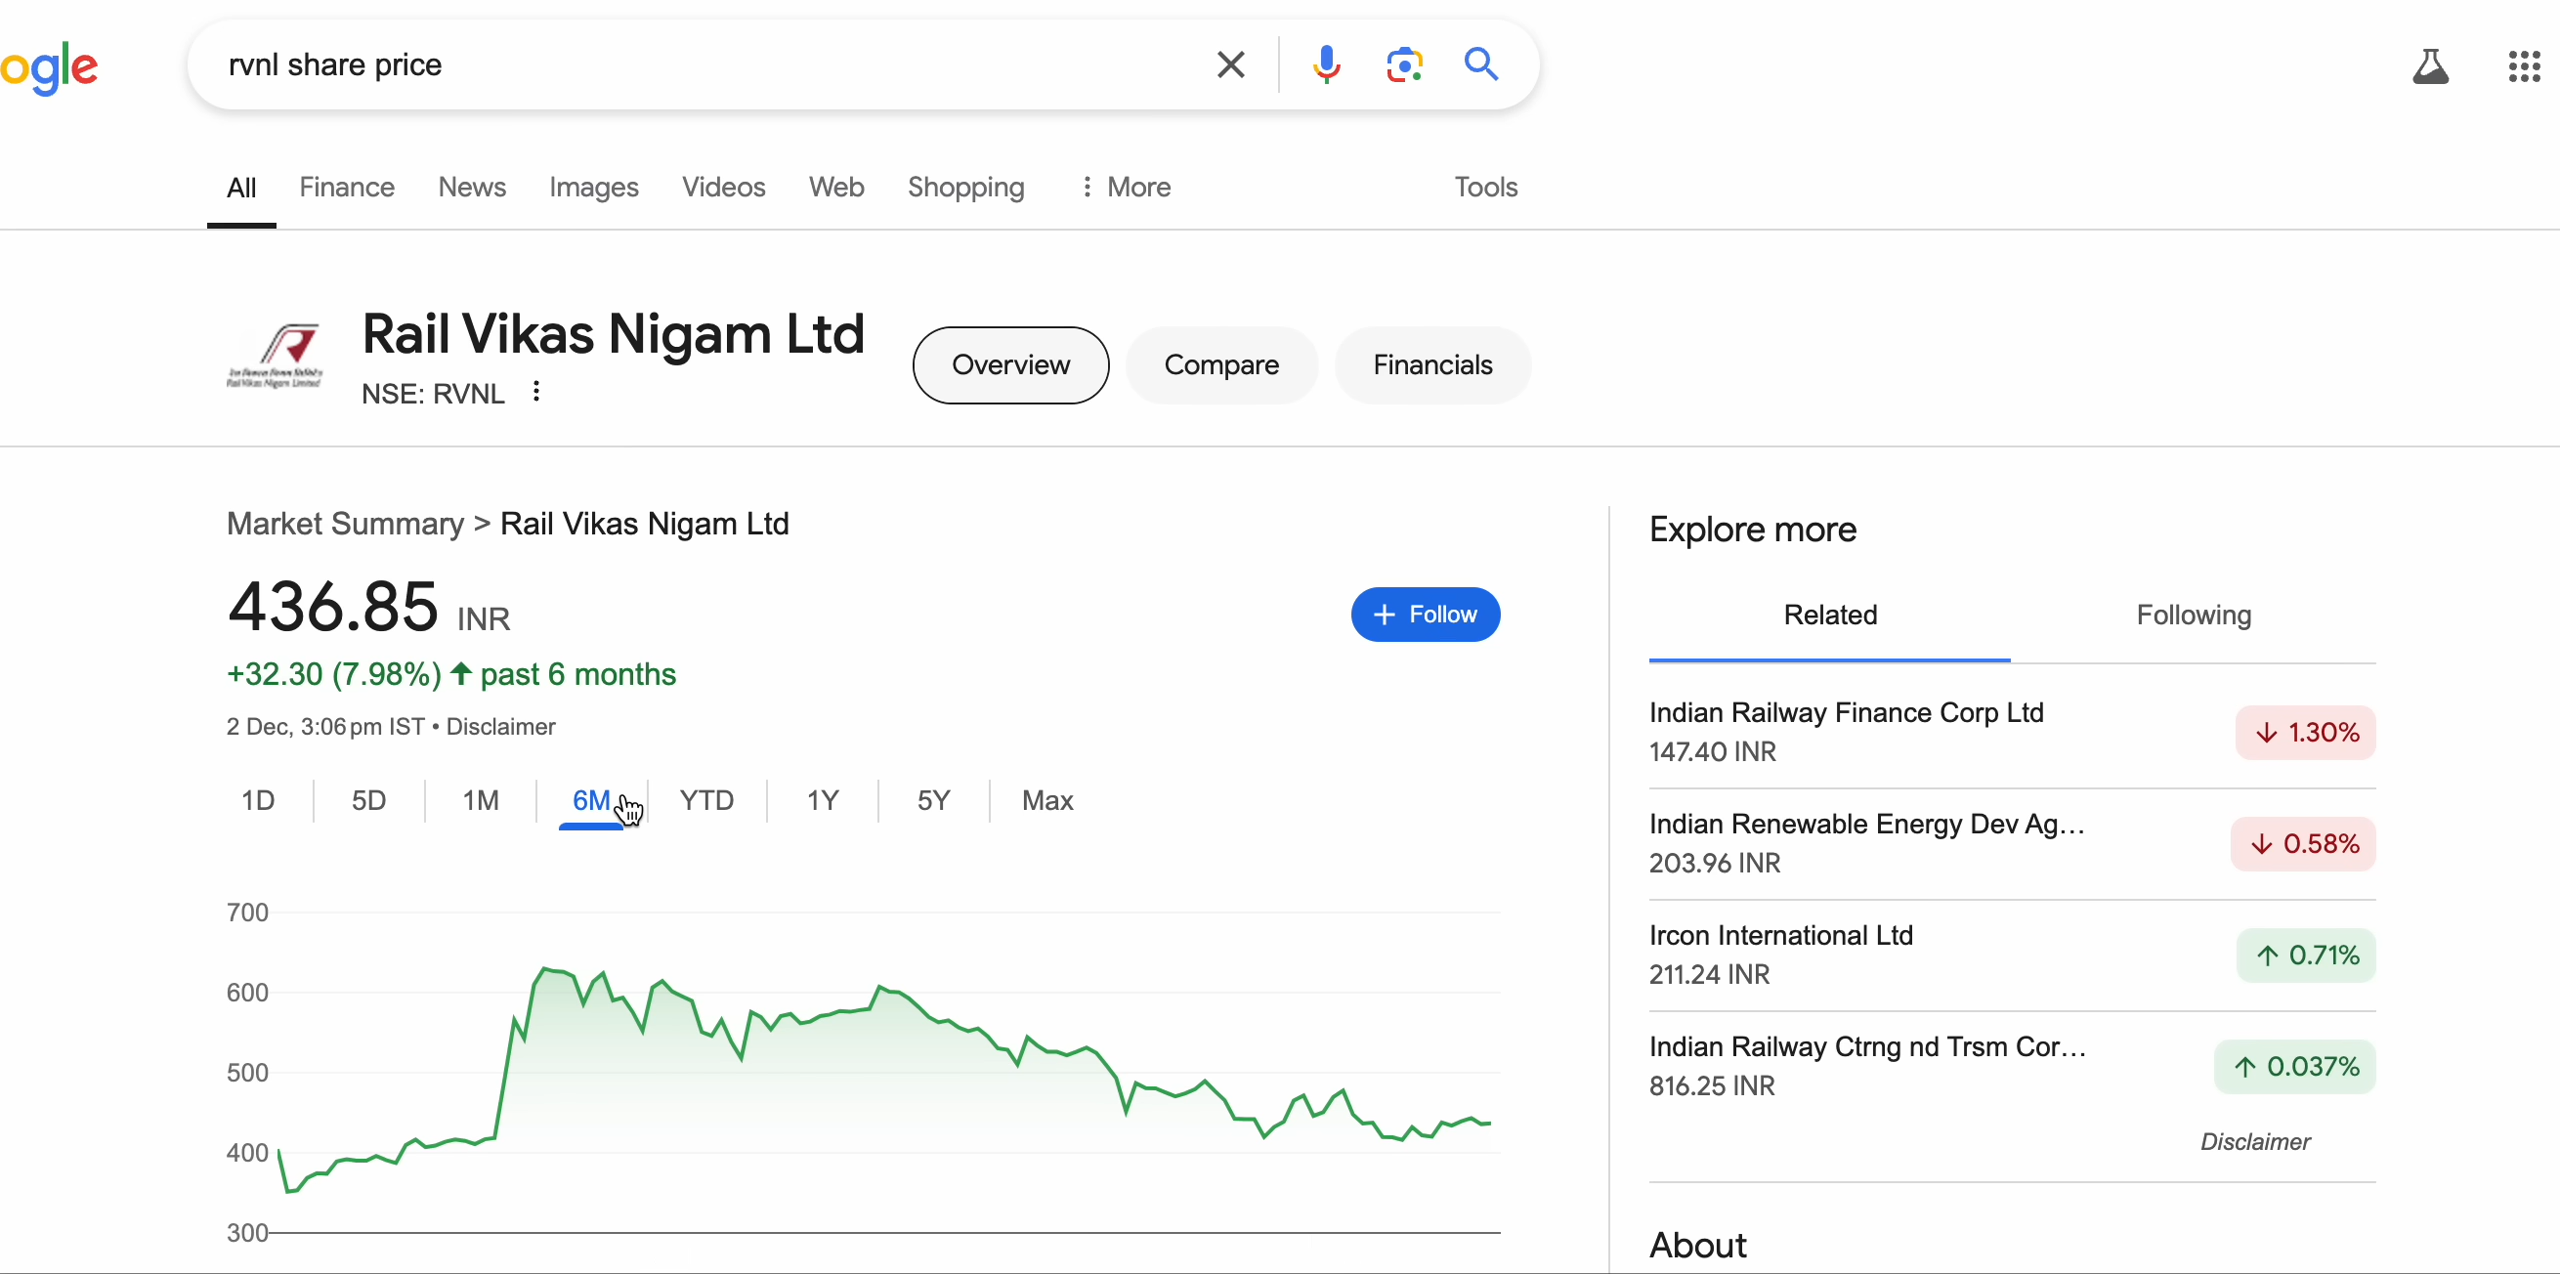 ogle
rvnl share price
All Finance News Images Videos Web Shopping More Tools
Rail Vikas Nigam Ltd
NSE: RVNL
Overview Compare Financials
Market Summary > Rail Vikas Nigam Ltd
436.85 INR
+ Follow
+32.30 (7.98%) ↑ past 6 months
2 Dec, 3:06 pm IST • Disclaimer
1D 5D 1M 6M YTD 1Y 5Y Max
700
600
500
400
300
Explore more
Related Following
Indian Railway Finance Corp Ltd
147.40 INR
↓ 1.30%
Indian Renewable Energy Dev Ag...
203.96 INR
↓ 0.58%
Ircon International Ltd
211.24 INR
↑ 0.71%
Indian Railway Ctrng nd Trsm Cor...
816.25 INR
↑ 0.037%
Disclaimer
About